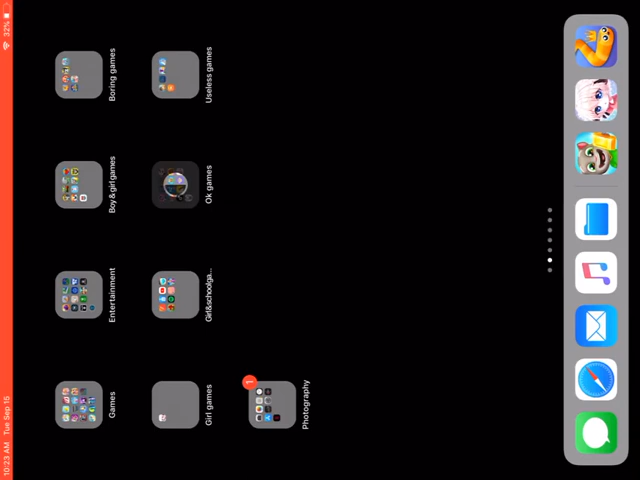 10:23 AM Tue Sep 15
32%
Games
Entertainment
Boy & girl games
Boring games
Girl games
Girl&schoolga...
Ok games
Useless games
1
Photography